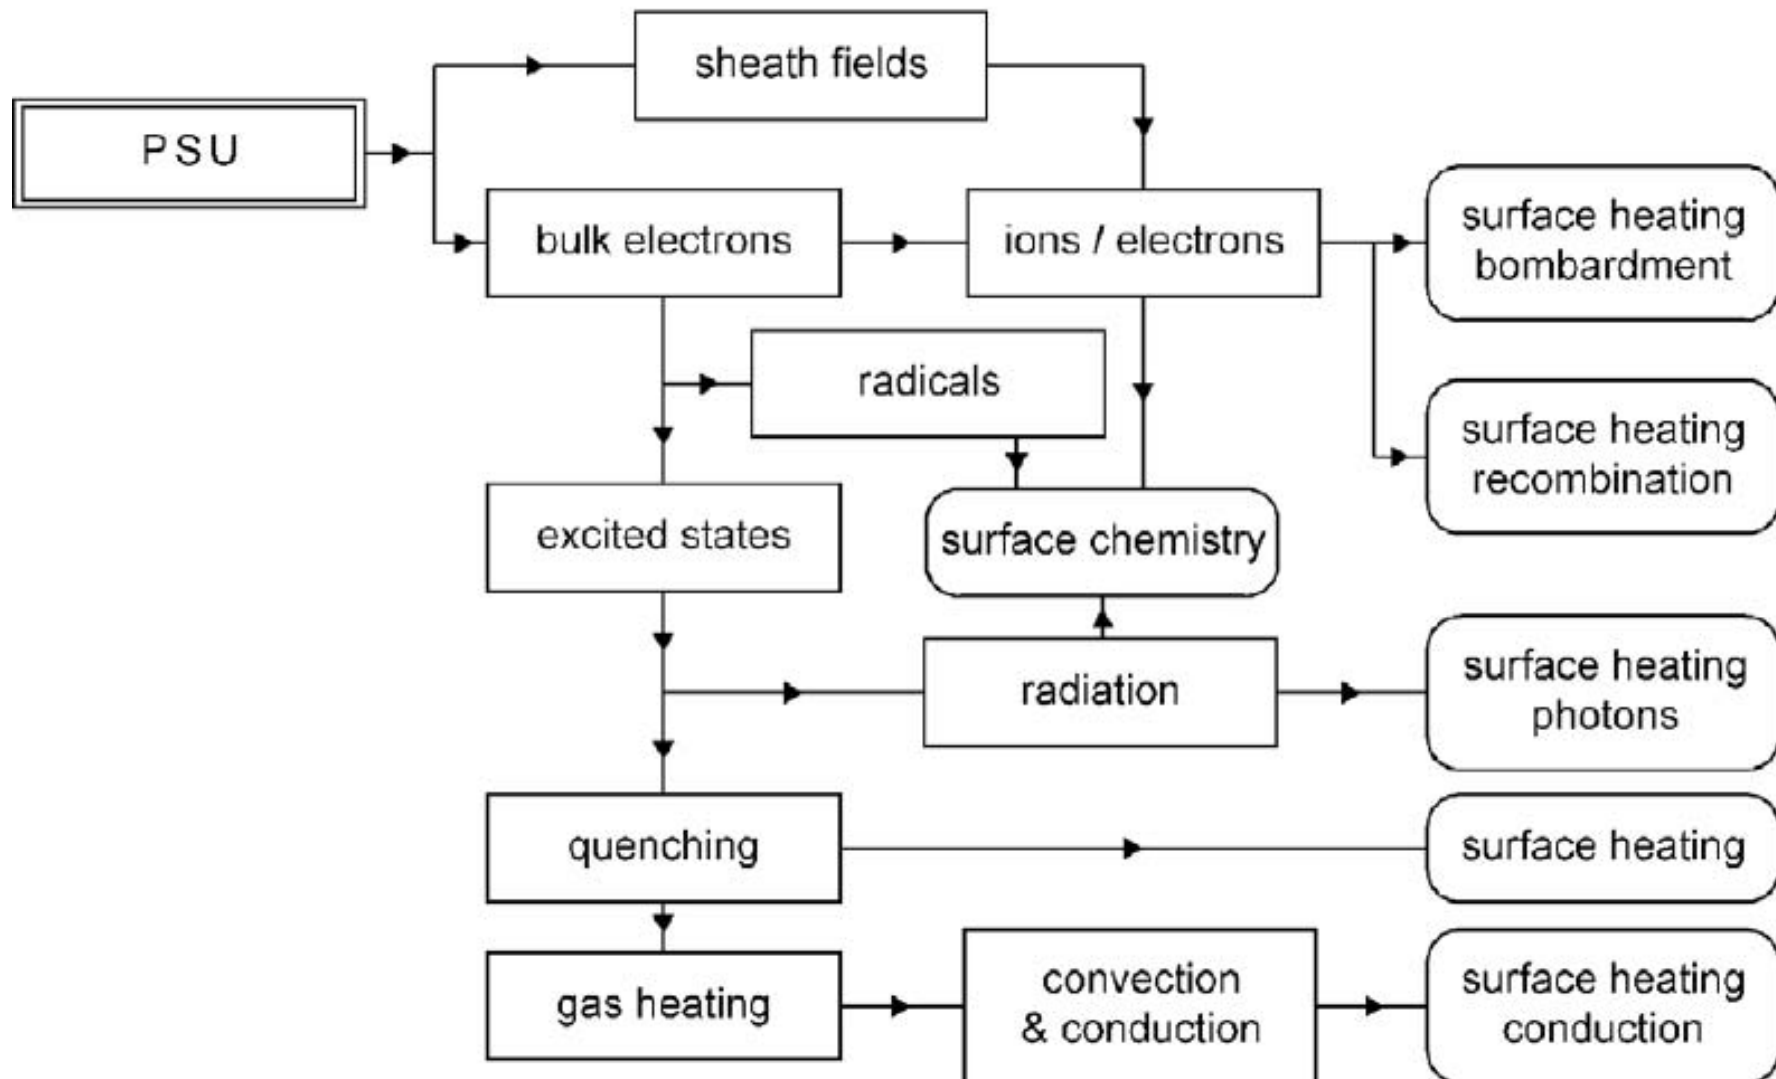 sheath fields
PSU
bulk electrons
ions / electrons
surface heating
bombardment
radicals
surface heating
recombination
excited states
surface chemistry
radiation
surface heating
photons
quenching
surface heating
gas heating
convection
& conduction
surface heating
conduction